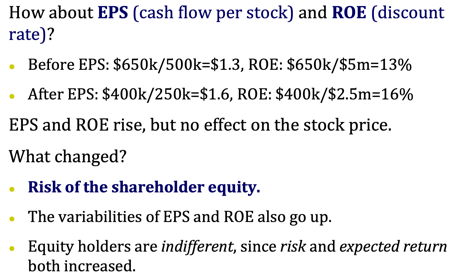 How about EPS (cash flow per stock) and ROE (discount
rate)?
• Before EPS: $650k/500k=$1.3, ROE: $650k/$5m=13%
• After EPS: $400k/250k=$1.6, ROE: $400k/$2.5m=16%
EPS and ROE rise, but no effect on the stock price.
What changed?
• Risk of the shareholder equity.
• The variabilities of EPS and ROE also go up.
• Equity holders are indifferent, since risk and expected return
both increased.